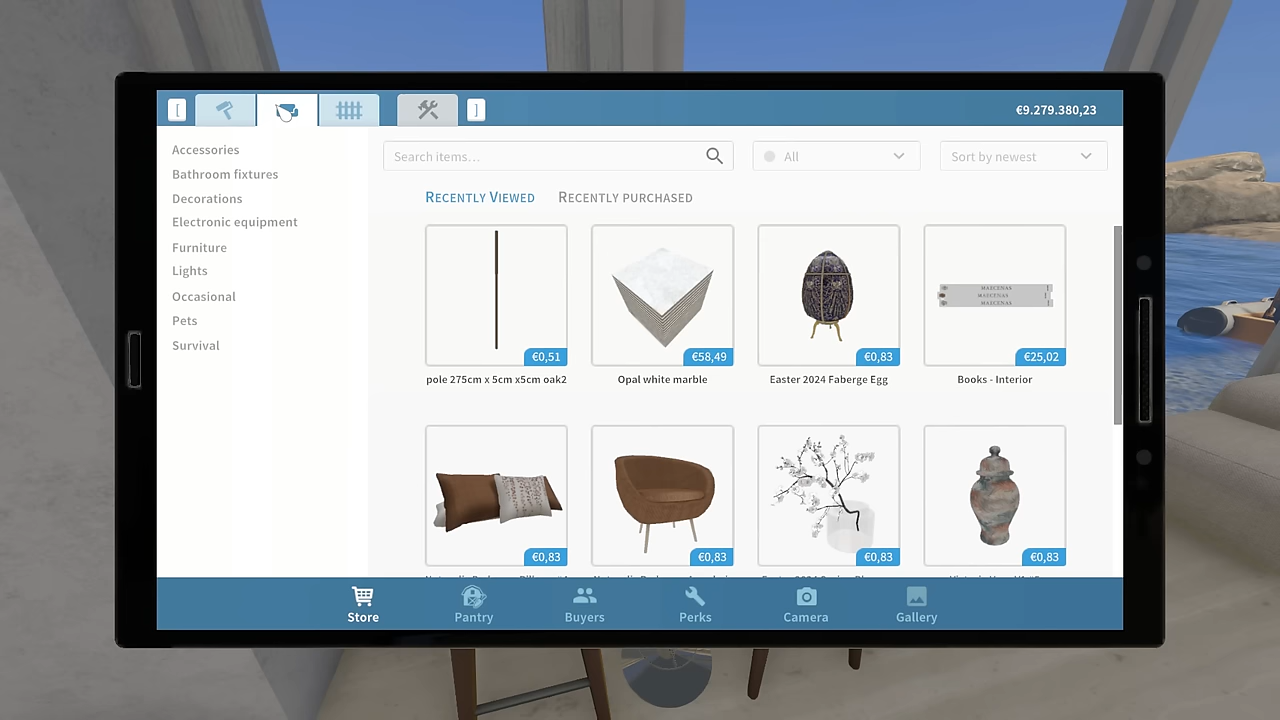 [
]
€9.279.380,23
Accessories
Bathroom fixtures
Decorations
Electronic equipment
Furniture
Lights
Occasional
Pets
Survival
Search items...
All
Sort by newest
RECENTLY VIEWED
RECENTLY PURCHASED
€0,51
€58,49
€0,83
MAECENAS
MAECENAS
MAECENAS
€25,02
pole 275cm x 5cm x5cm oak2
Opal white marble
Easter 2024 Faberge Egg
Books - Interior
€0,83
€0,83
€0,83
€0,83
Store
Pantry
Buyers
Perks
Camera
Gallery